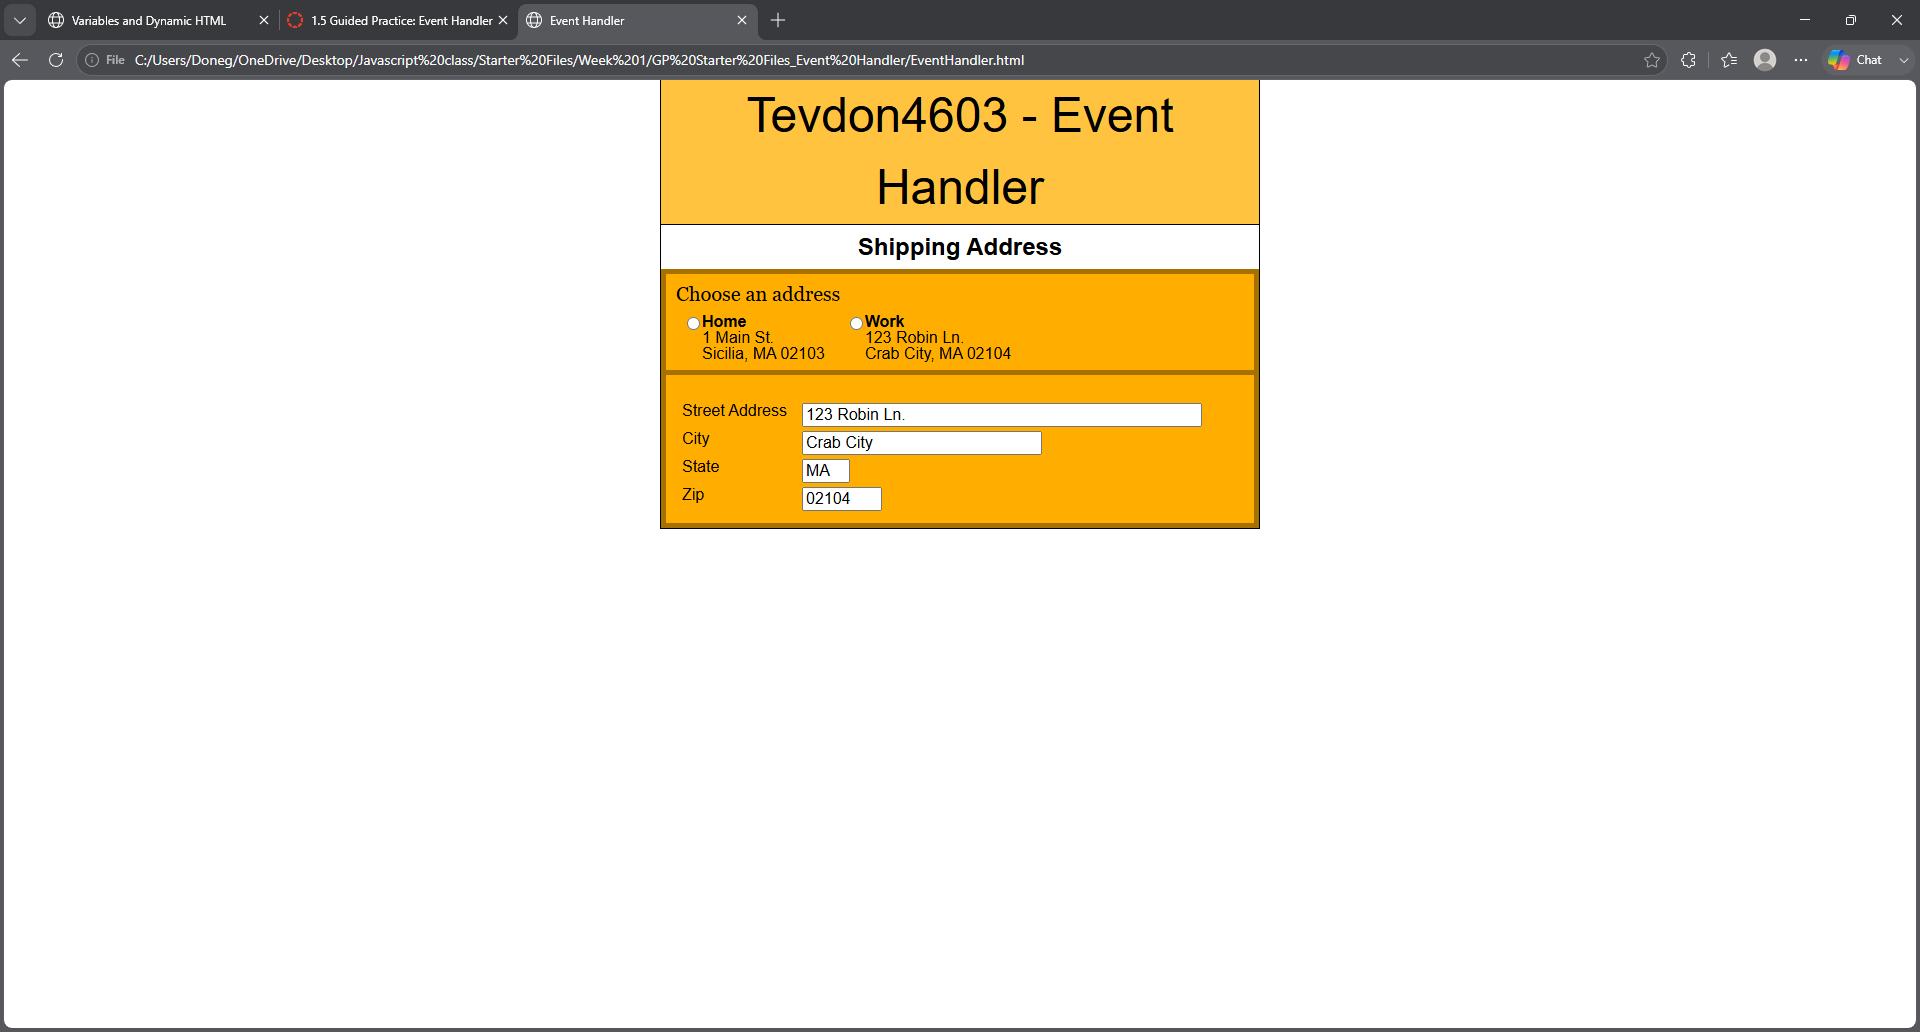 Variables and Dynamic HTML
1.5 Guided Practice: Event Handler
Event Handler
File
C:/Users/Doneg/OneDrive/Desktop/Javascript%20class/Starter%20Files/Week%201/GP%20Starter%20Files_Event%20Handler/EventHandler.html
Chat
Tevdon4603 - Event
Handler
Shipping Address
Choose an address
Home
1 Main St.
Sicilia, MA 02103
Work
123 Robin Ln.
Crab City, MA 02104
Street Address 123 Robin Ln.
City Crab City
State MA
Zip 02104